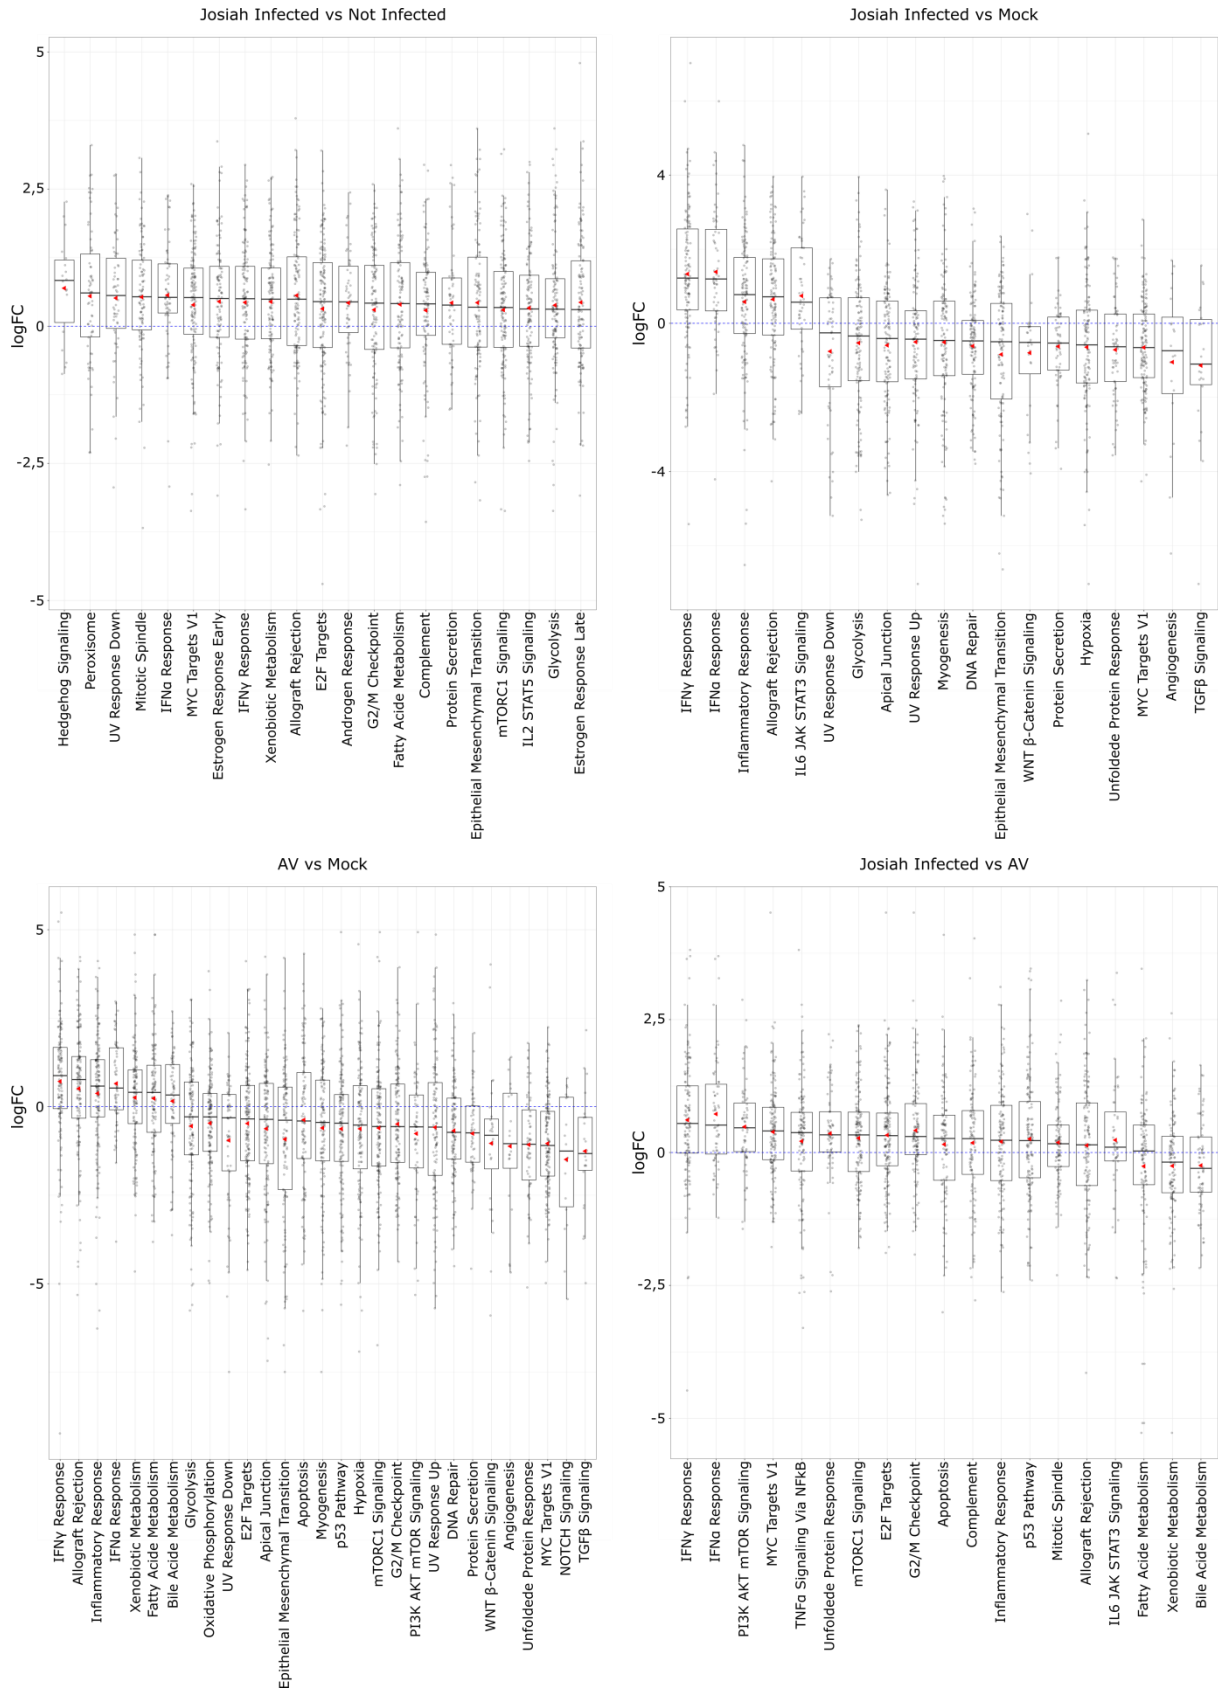 Josiah Infected vs Not Infected
5
2,5
0
-2,5
-5
logFC
Hedgehog Signaling
Peroxisome
UV Response Down
Mitotic Spindle
IFNα Response
MYC Targets V1
Estrogen Response Early
IFNγ Response
Xenobiotic Metabolism
Allograft Rejection
E2F Targets
Androgen Response
G2/M Checkpoint
Fatty Acide Metabolism
Complement
Protein Secretion
Epithelial Mesenchymal Transition
mTORC1 Signaling
IL2 STAT5 Signaling
Glycolysis
Estrogen Response Late
Josiah Infected vs Mock
4
0
-4
logFC
IFNγ Response
IFNα Response
Inflammatory Response
Allograft Rejection
IL6 JAK STAT3 Signaling
UV Response Down
Glycolysis
Apical Junction
UV Response Up
Myogenesis
DNA Repair
Epithelial Mesenchymal Transition
WNT β-Catenin Signaling
Protein Secretion
Hypoxia
Unfoldede Protein Response
MYC Targets V1
Angiogenesis
TGFβ Signaling
AV vs Mock
5
0
-5
logFC
IFNγ Response
Allograft Rejection
Inflammatory Response
IFNα Response
Xenobiotic Metabolism
Fatty Acide Metabolism
Bile Acide Metabolism
Glycolysis
Oxidative Phosphorylation
UV Response Down
E2F Targets
Apical Junction
Epithelial Mesenchymal Transition
Apoptosis
Myogenesis
p53 Pathway
Hypoxia
mTORC1 Signaling
G2/M Checkpoint
PI3K AKT mTOR Signaling
UV Response Up
DNA Repair
Protein Secretion
WNT β-Catenin Signaling
Angiogenesis
Unfoldede Protein Response
MYC Targets V1
NOTCH Signaling
TGFβ Signaling
Josiah Infected vs AV
5
2,5
0
-2,5
-5
logFC
IFNγ Response
IFNα Response
PI3K AKT mTOR Signaling
MYC Targets V1
TNFα Signaling Via NFkB
Unfoldede Protein Response
mTORC1 Signaling
E2F Targets
G2/M Checkpoint
Apoptosis
Complement
Inflammatory Response
p53 Pathway
Mitotic Spindle
Allograft Rejection
IL6 JAK STAT3 Signaling
Fatty Acide Metabolism
Xenobiotic Metabolism
Bile Acide Metabolism